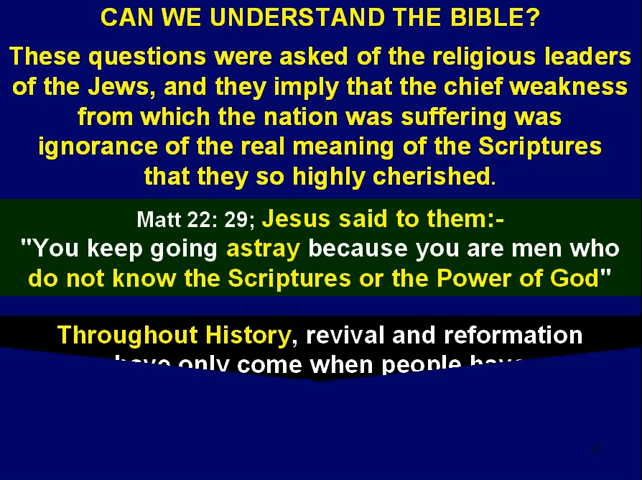 CAN WE UNDERSTAND THE BIBLE?
These questions were asked of the religious leaders
of the Jews, and they imply that the chief weakness
from which the nation was suffering was
ignorance of the real meaning of the Scriptures
that they so highly cherished.
Matt 22: 29; Jesus said to them:-
"You keep going astray because you are men who
do not know the Scriptures or the Power of God"
Throughout History, revival and reformation
have only come when people have